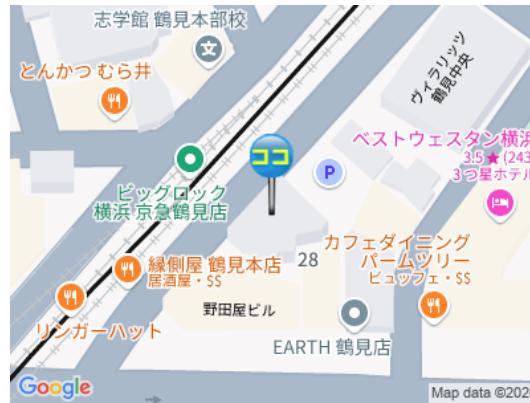 志学館 鶴見本部校
とんかつ むら井
ヴィラリッツ
鶴見中央
ココ
P
ベストウェスタン横浜
3.5★(243
3つ星ホテル
ビッグロック
横浜 京急鶴見店
カフェダイニング
パームツリー
ビュッフェ・$$
縁側屋 鶴見本店
居酒屋・$$
28
リンガーハット
野田屋ビル
EARTH 鶴見店
Google
Map data ©202